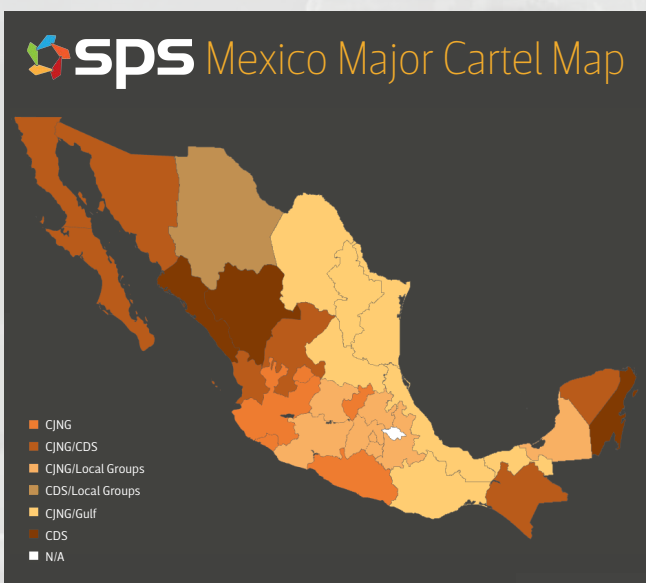 sps Mexico Major Cartel Map
CJNG
CJNG/CDS
CJNG/Local Groups
CDS/Local Groups
CJNG/Gulf
CDS
N/A